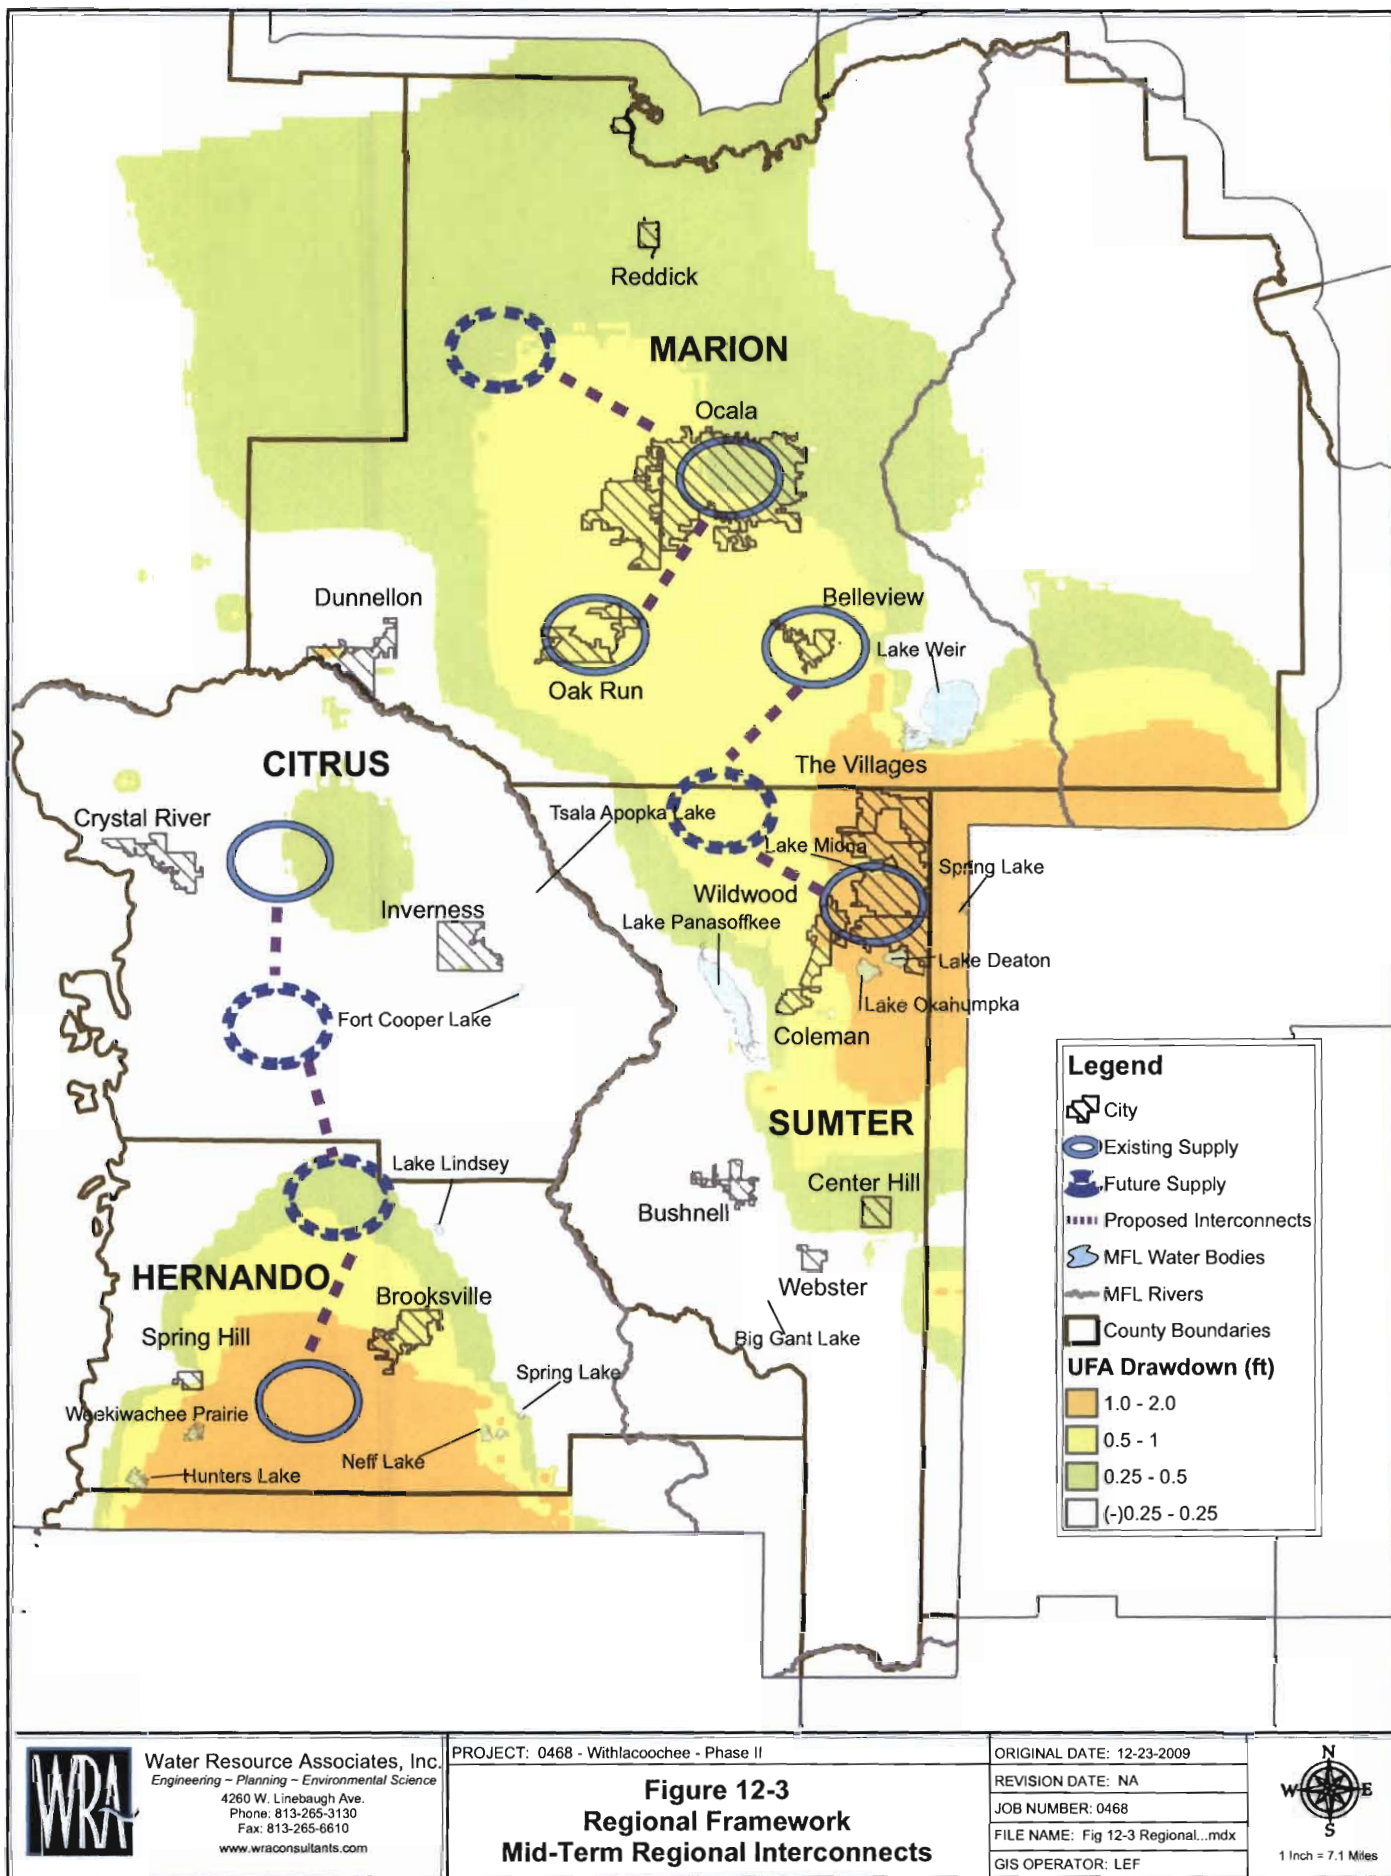 Reddick
MARION
Ocala
Dunnellon
Belleview
Lake Weir
Oak Run
CITRUS
The Villages
Crystal River
Tsala Apopka Lake
Lake Miona
Spring Lake
Wildwood
Inverness
Lake Panasoffkee
Lake Deaton
Lake Okahumpka
Fort Cooper Lake
Coleman
SUMTER
Lake Lindsey
Center Hill
Bushnell
HERNANDO
Webster
Brooksville
Spring Hill
Big Gant Lake
Spring Lake
Weekiwachee Prairie
Neff Lake
Hunters Lake
Legend
City
Existing Supply
Future Supply
Proposed Interconnects
MFL Water Bodies
MFL Rivers
County Boundaries
UFA Drawdown (ft)
1.0 - 2.0
0.5 - 1
0.25 - 0.5
(-)0.25 - 0.25
WRA
Water Resource Associates, Inc.
Engineering ~ Planning ~ Environmental Science
4260 W. Linebaugh Ave.
Phone: 813-265-3130
Fax: 813-265-6610
www.wraconsultants.com
PROJECT: 0468 - Withlacoochee - Phase II
Figure 12-3
Regional Framework
Mid-Term Regional Interconnects
ORIGINAL DATE: 12-23-2009
REVISION DATE: NA
JOB NUMBER: 0468
FILE NAME: Fig 12-3 Regional...mdx
GIS OPERATOR: LEF
N
W E
S
1 Inch = 7.1 Miles